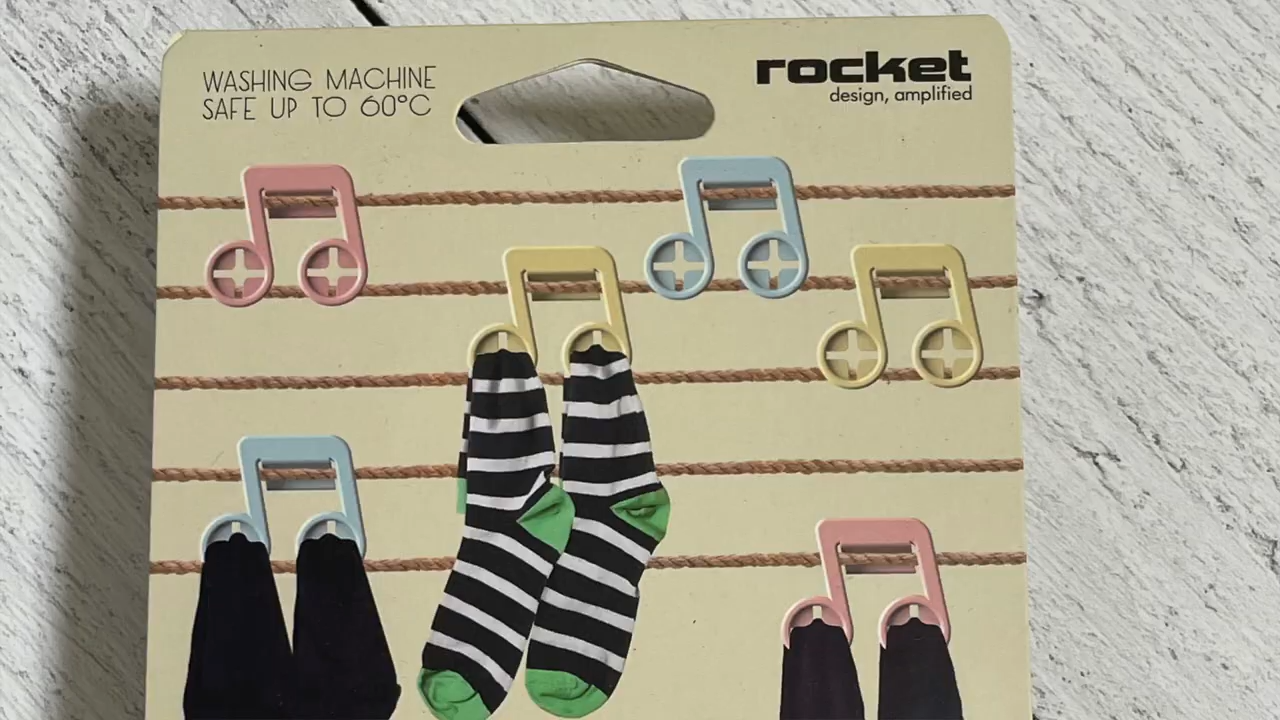 WASHING MACHINE
SAFE UP TO 60°C
rocket
design, amplified